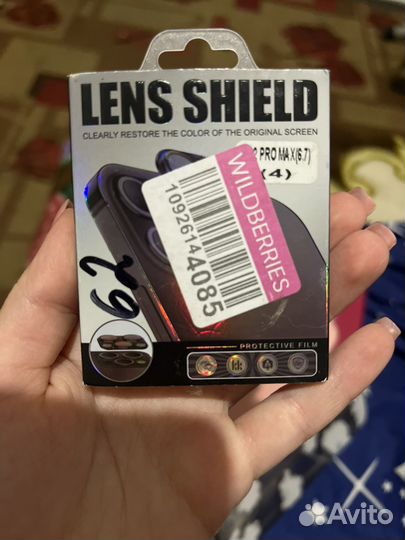 LENS SHIELD
CLEARLY RESTORE THE COLOR OF THE ORIGINAL SCREEN
PRO MAX(6.7)
(4)
WILDBERRIES
10926144085
62
PROTECTIVE FILM
Avito